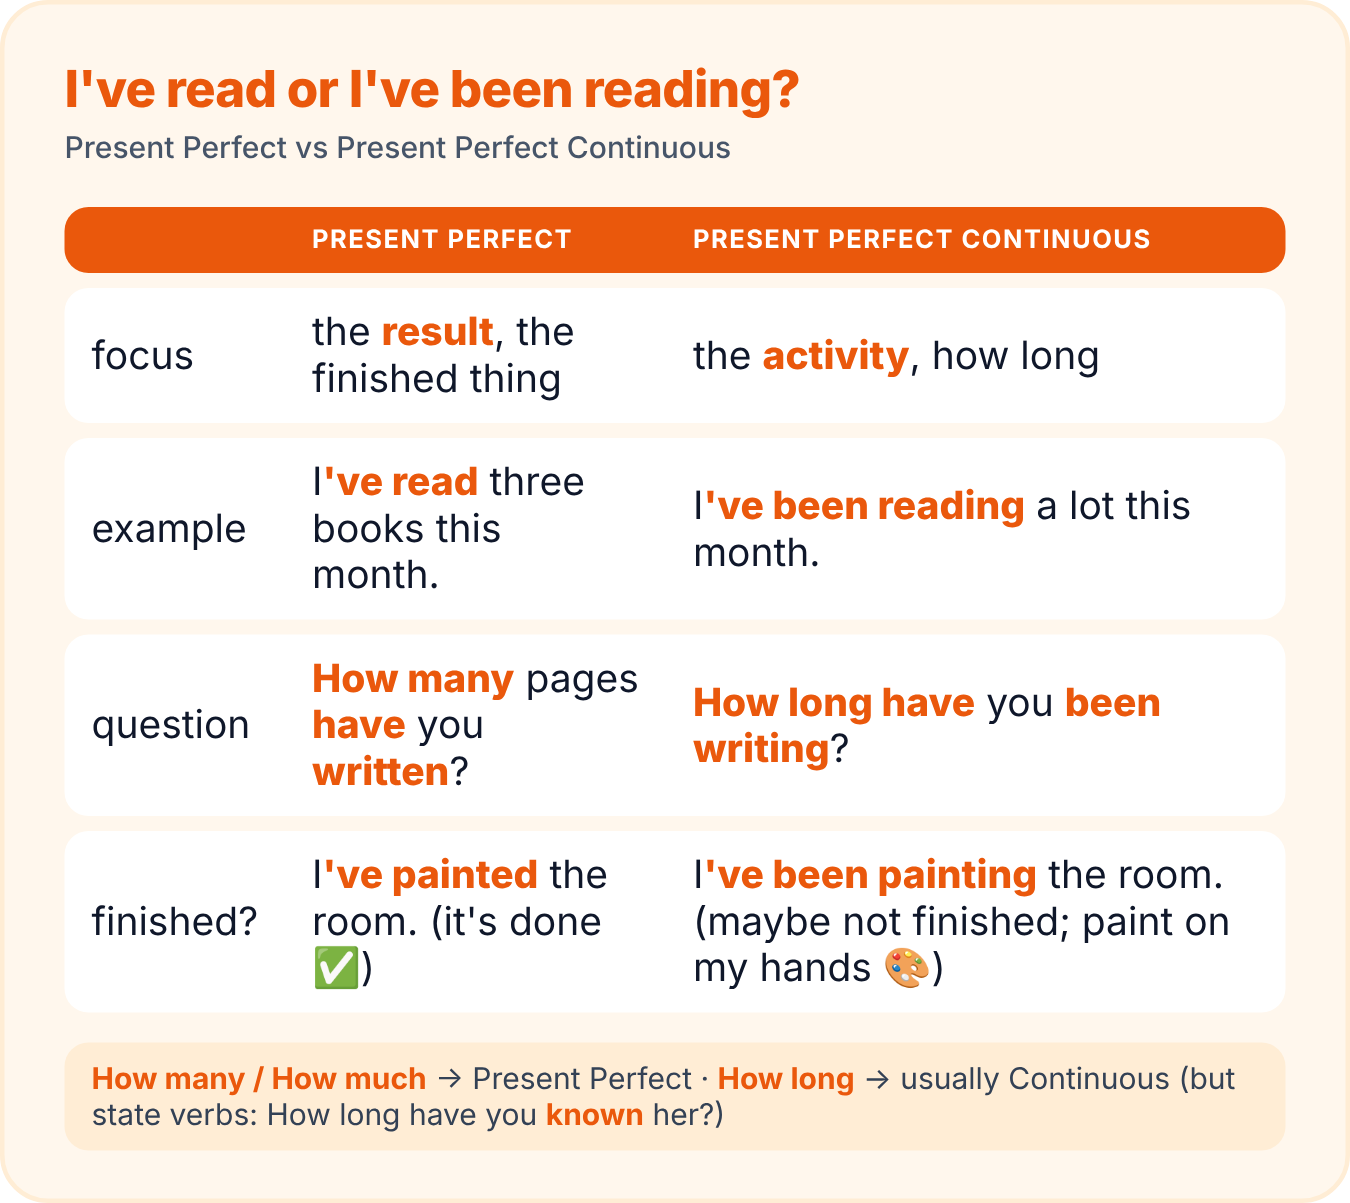 I've read or I've been reading?
Present Perfect vs Present Perfect Continuous
PRESENT PERFECT
PRESENT PERFECT CONTINUOUS
focus
the result, the
finished thing
the activity, how long
example
I've read three
books this
month.
I've been reading a lot this
month.
question
How many pages
have you
written?
How long have you been
writing?
finished?
I've painted the
room. (it's done
✅)
I've been painting the room.
(maybe not finished; paint on
my hands 🎨)
How many / How much → Present Perfect · How long → usually Continuous (but
state verbs: How long have you known her?)